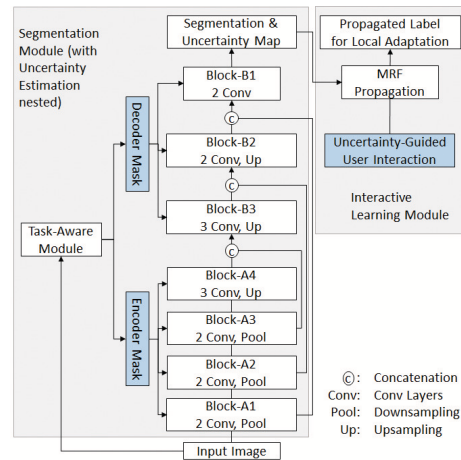 Segmentation
Module (with
Uncertainty
Estimation
nested)
Segmentation &
Uncertainty Map
Propagated Label
for Local Adaptation
Block-B1
2 Conv
MRF
Propagation
c
Decoder Mask
Block-B2
2 Conv, Up
Uncertainty-Guided
User Interaction
c
Block-B3
3 Conv, Up
Interactive
Learning Module
Task-Aware
Module
c
Block-A4
3 Conv, Up
Encoder Mask
Block-A3
2 Conv, Pool
Block-A2
2 Conv, Pool
Block-A1
2 Conv, Pool
c : Concatenation
Conv: Conv Layers
Pool: Downsampling
Up: Upsampling
Input Image